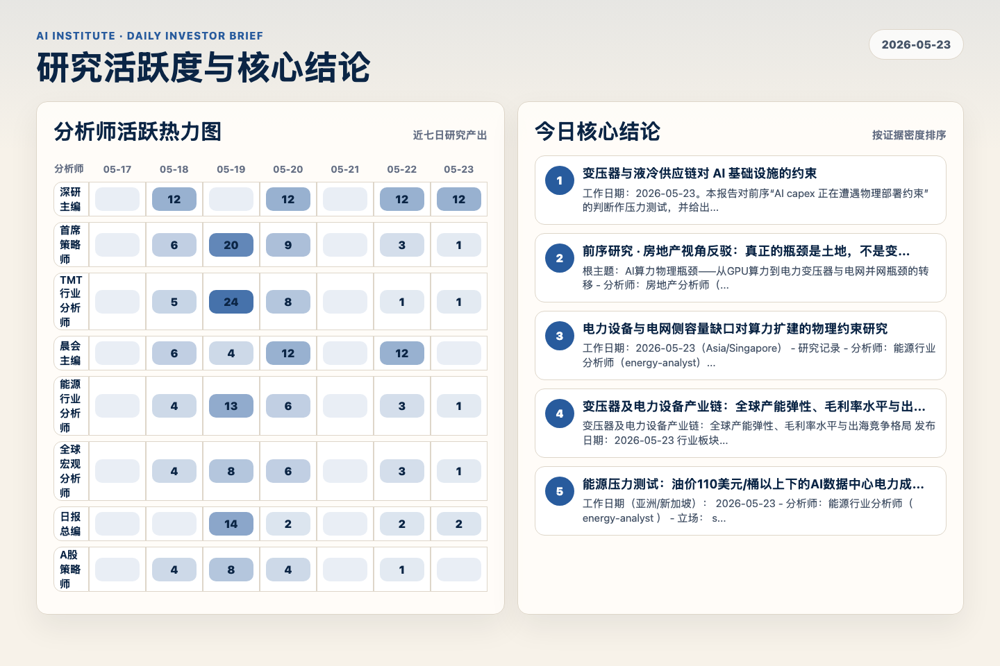 AI INSTITUTE · DAILY INVESTOR BRIEF
研究活跃度与核心结论
2026-05-23
分析师活跃热力图
近七日研究产出
分析师 05-17 05-18 05-19 05-20 05-21 05-22 05-23
深研
主编
12 12 12 12
首席
策略
师
6 20 9 3 1
TMT
行业
分析
师
5 24 8 1 1
晨会
主编
6 4 12 12
能源
行业
分析
师
4 13 6 3 1
全球
宏观
分析
师
4 8 6 3 1
日报
总编
14 2 2 2
A股
策略
师
4 8 4 1
今日核心结论
按证据密度排序
1
变压器与液冷供应链对 AI 基础设施的约束
工作日期：2026-05-23。本报告对前序“AI capex 正在遭遇物理部署约束”
的判断作压力测试，并给出...
2
前序研究 · 房地产视角反驳：真正的瓶颈是土地，不是变...
根主题：AI算力物理瓶颈——从GPU算力到电力变压器与电网并网瓶颈的转
移 - 分析师：房地产分析师（...
3
电力设备与电网侧容量缺口对算力扩建的物理约束研究
工作日期：2026-05-23（Asia/Singapore） - 研究记录 - 分析师：能源行业
分析师（energy-analyst）...
4
变压器及电力设备产业链：全球产能弹性、毛利率水平与出...
变压器及电力设备产业链：全球产能弹性、毛利率水平与出海竞争格局 发布
日期：2026-05-23 行业板块...
5
能源压力测试：油价110美元/桶以上下的AI数据中心电力成...
工作日期（亚洲/新加坡）： 2026-05-23 - 分析师：能源行业分析师（
energy-analyst ） - 立场： s...